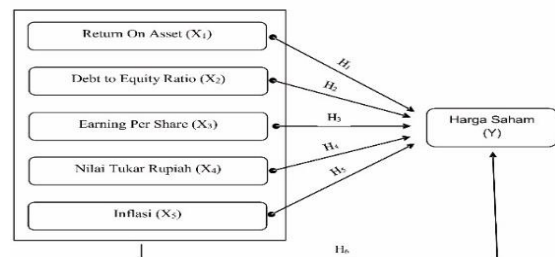 Return On Asset (X₁)
H₁
Debt to Equity Ratio (X₂)
H₂
Earning Per Share (X₃)
H₃
Harga Saham
(Y)
Nilai Tukar Rupiah (X₄)
H₄
H₅
Inflasi (X₅)
H₆